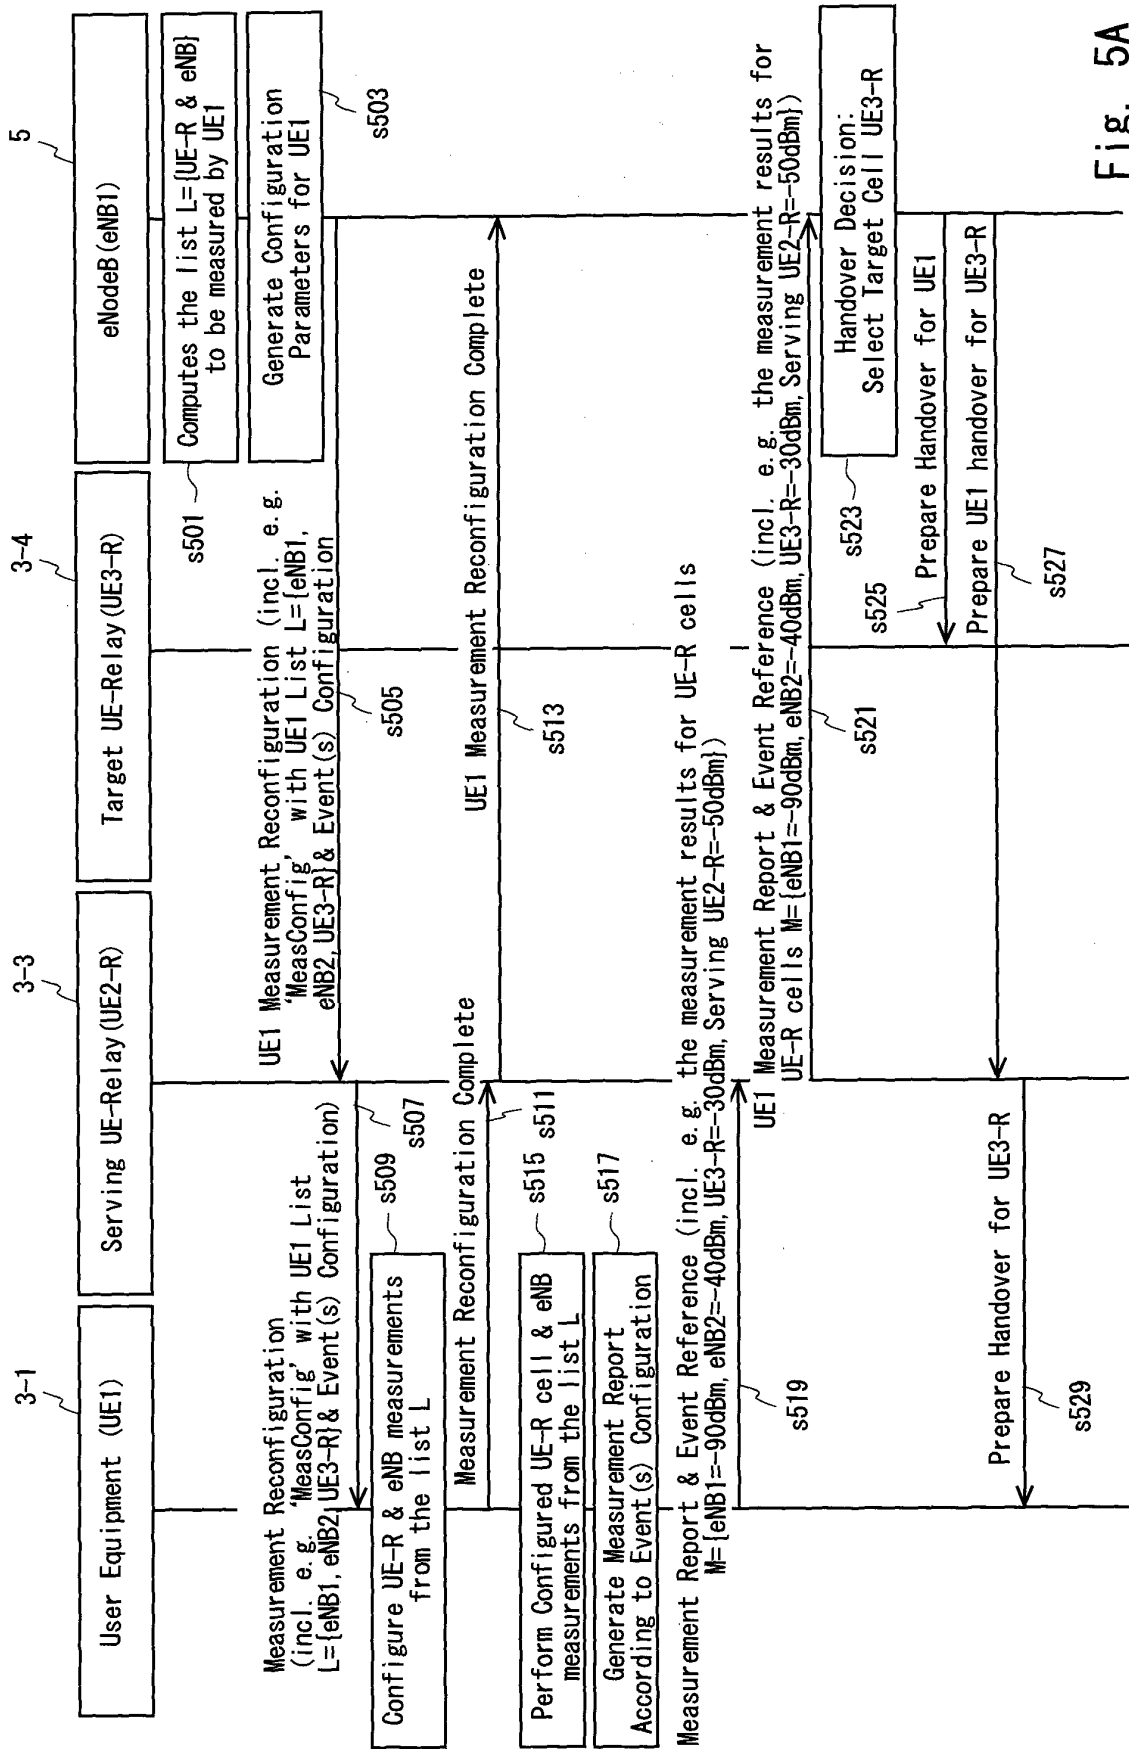 3-1
3-3
3-4
5
User Equipment (UE1)
Serving UE-Relay(UE2-R)
Target UE-Relay(UE3-R)
eNodeB(eNB1)
Computes the list L={UE-R & eNB}
to be measured by UE1
s501
Generate Configuration
Parameters for UE1
s503
UE1 Measurement Reconfiguration (incl. e.g.
'MeasConfig' with UE1 List L={eNB1,
eNB2,UE3-R}& Event(s) Configuration
s505
Measurement Reconfiguration
(incl. e.g. 'MeasConfig' with UE1 List
L={eNB1,eNB2,UE3-R}& Event(s) Configuration)
s507
Configure UE-R & eNB measurements
from the list L
s509
Measurement Reconfiguration Complete
s511
UE1 Measurement Reconfiguration Complete
s513
Perform Configured UE-R cell & eNB
measurements from the list L
s515
Generate Measurement Report
According to Event(s) Configuration
s517
Measurement Report & Event Reference (incl. e.g. the measurement results for UE-R cells
M={eNB1=-90dBm,eNB2=-40dBm,UE3-R=-30dBm,Serving UE2-R=-50dBm})
s519
UE1 Measurement Report & Event Reference (incl. e.g. the measurement results for
UE-R cells M={eNB1=-90dBm,eNB2=-40dBm,UE3-R=-30dBm,Serving UE2-R=-50dBm})
s521
Handover Decision:
Select Target Cell UE3-R
s523
Prepare Handover for UE1
s525
Prepare UE1 handover for UE3-R
s527
Prepare Handover for UE3-R
s529
Fig. 5A